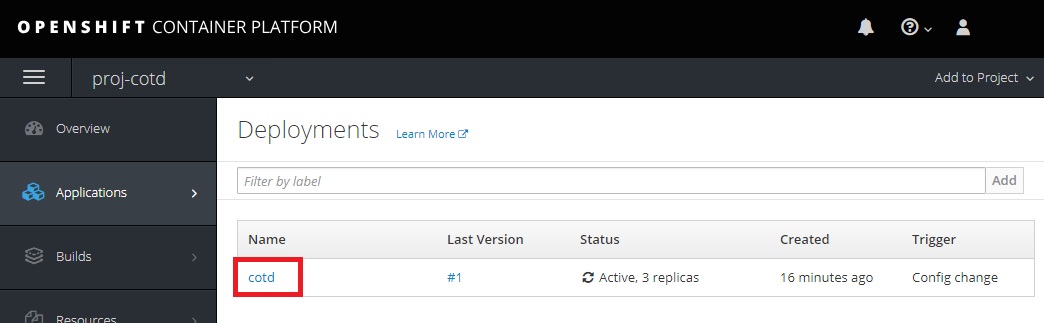 OPENSHIFT CONTAINER PLATFORM
proj-cotd
Add to Project
Overview
Applications
Builds
Resources
Deployments Learn More
Filter by label Add
Name Last Version Status Created Trigger
cotd #1 Active, 3 replicas 16 minutes ago Config change